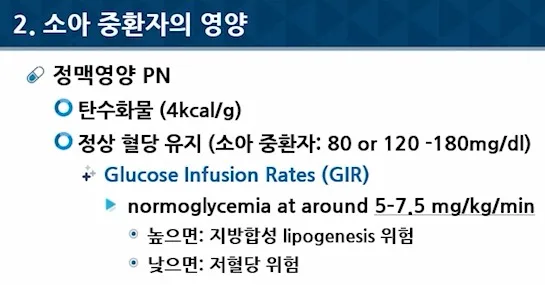 2. 소아 중환자의 영양
정맥영양 PN
탄수화물 (4kcal/g)
정상 혈당 유지 (소아 중환자: 80 or 120 -180mg/dl)
Glucose Infusion Rates (GIR)
normoglycemia at around 5-7.5 mg/kg/min
높으면: 지방합성 lipogenesis 위험
낮으면: 저혈당 위험